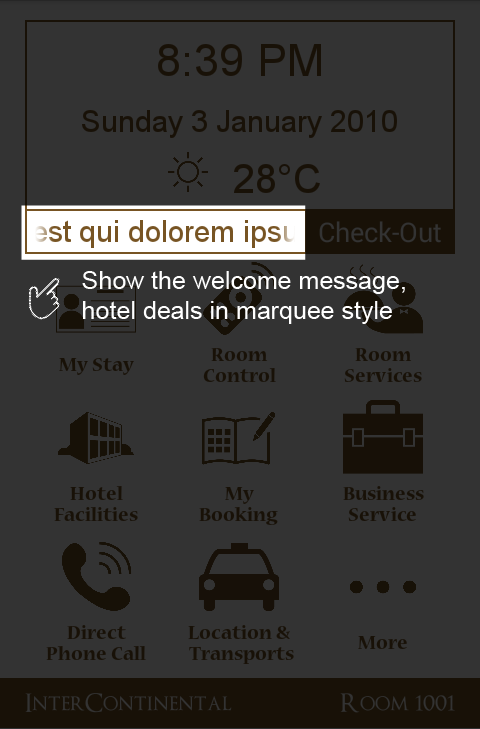 8:39 PM
Sunday 3 January 2010
28°C
est qui dolorem ipsu
Check-Out
Show the welcome message,
hotel deals in marquee style
My Stay
Room
Control
Room
Services
Hotel
Facilities
My
Booking
Business
Service
Direct
Phone Call
Location &
Transports
More
InterContinental
Room 1001